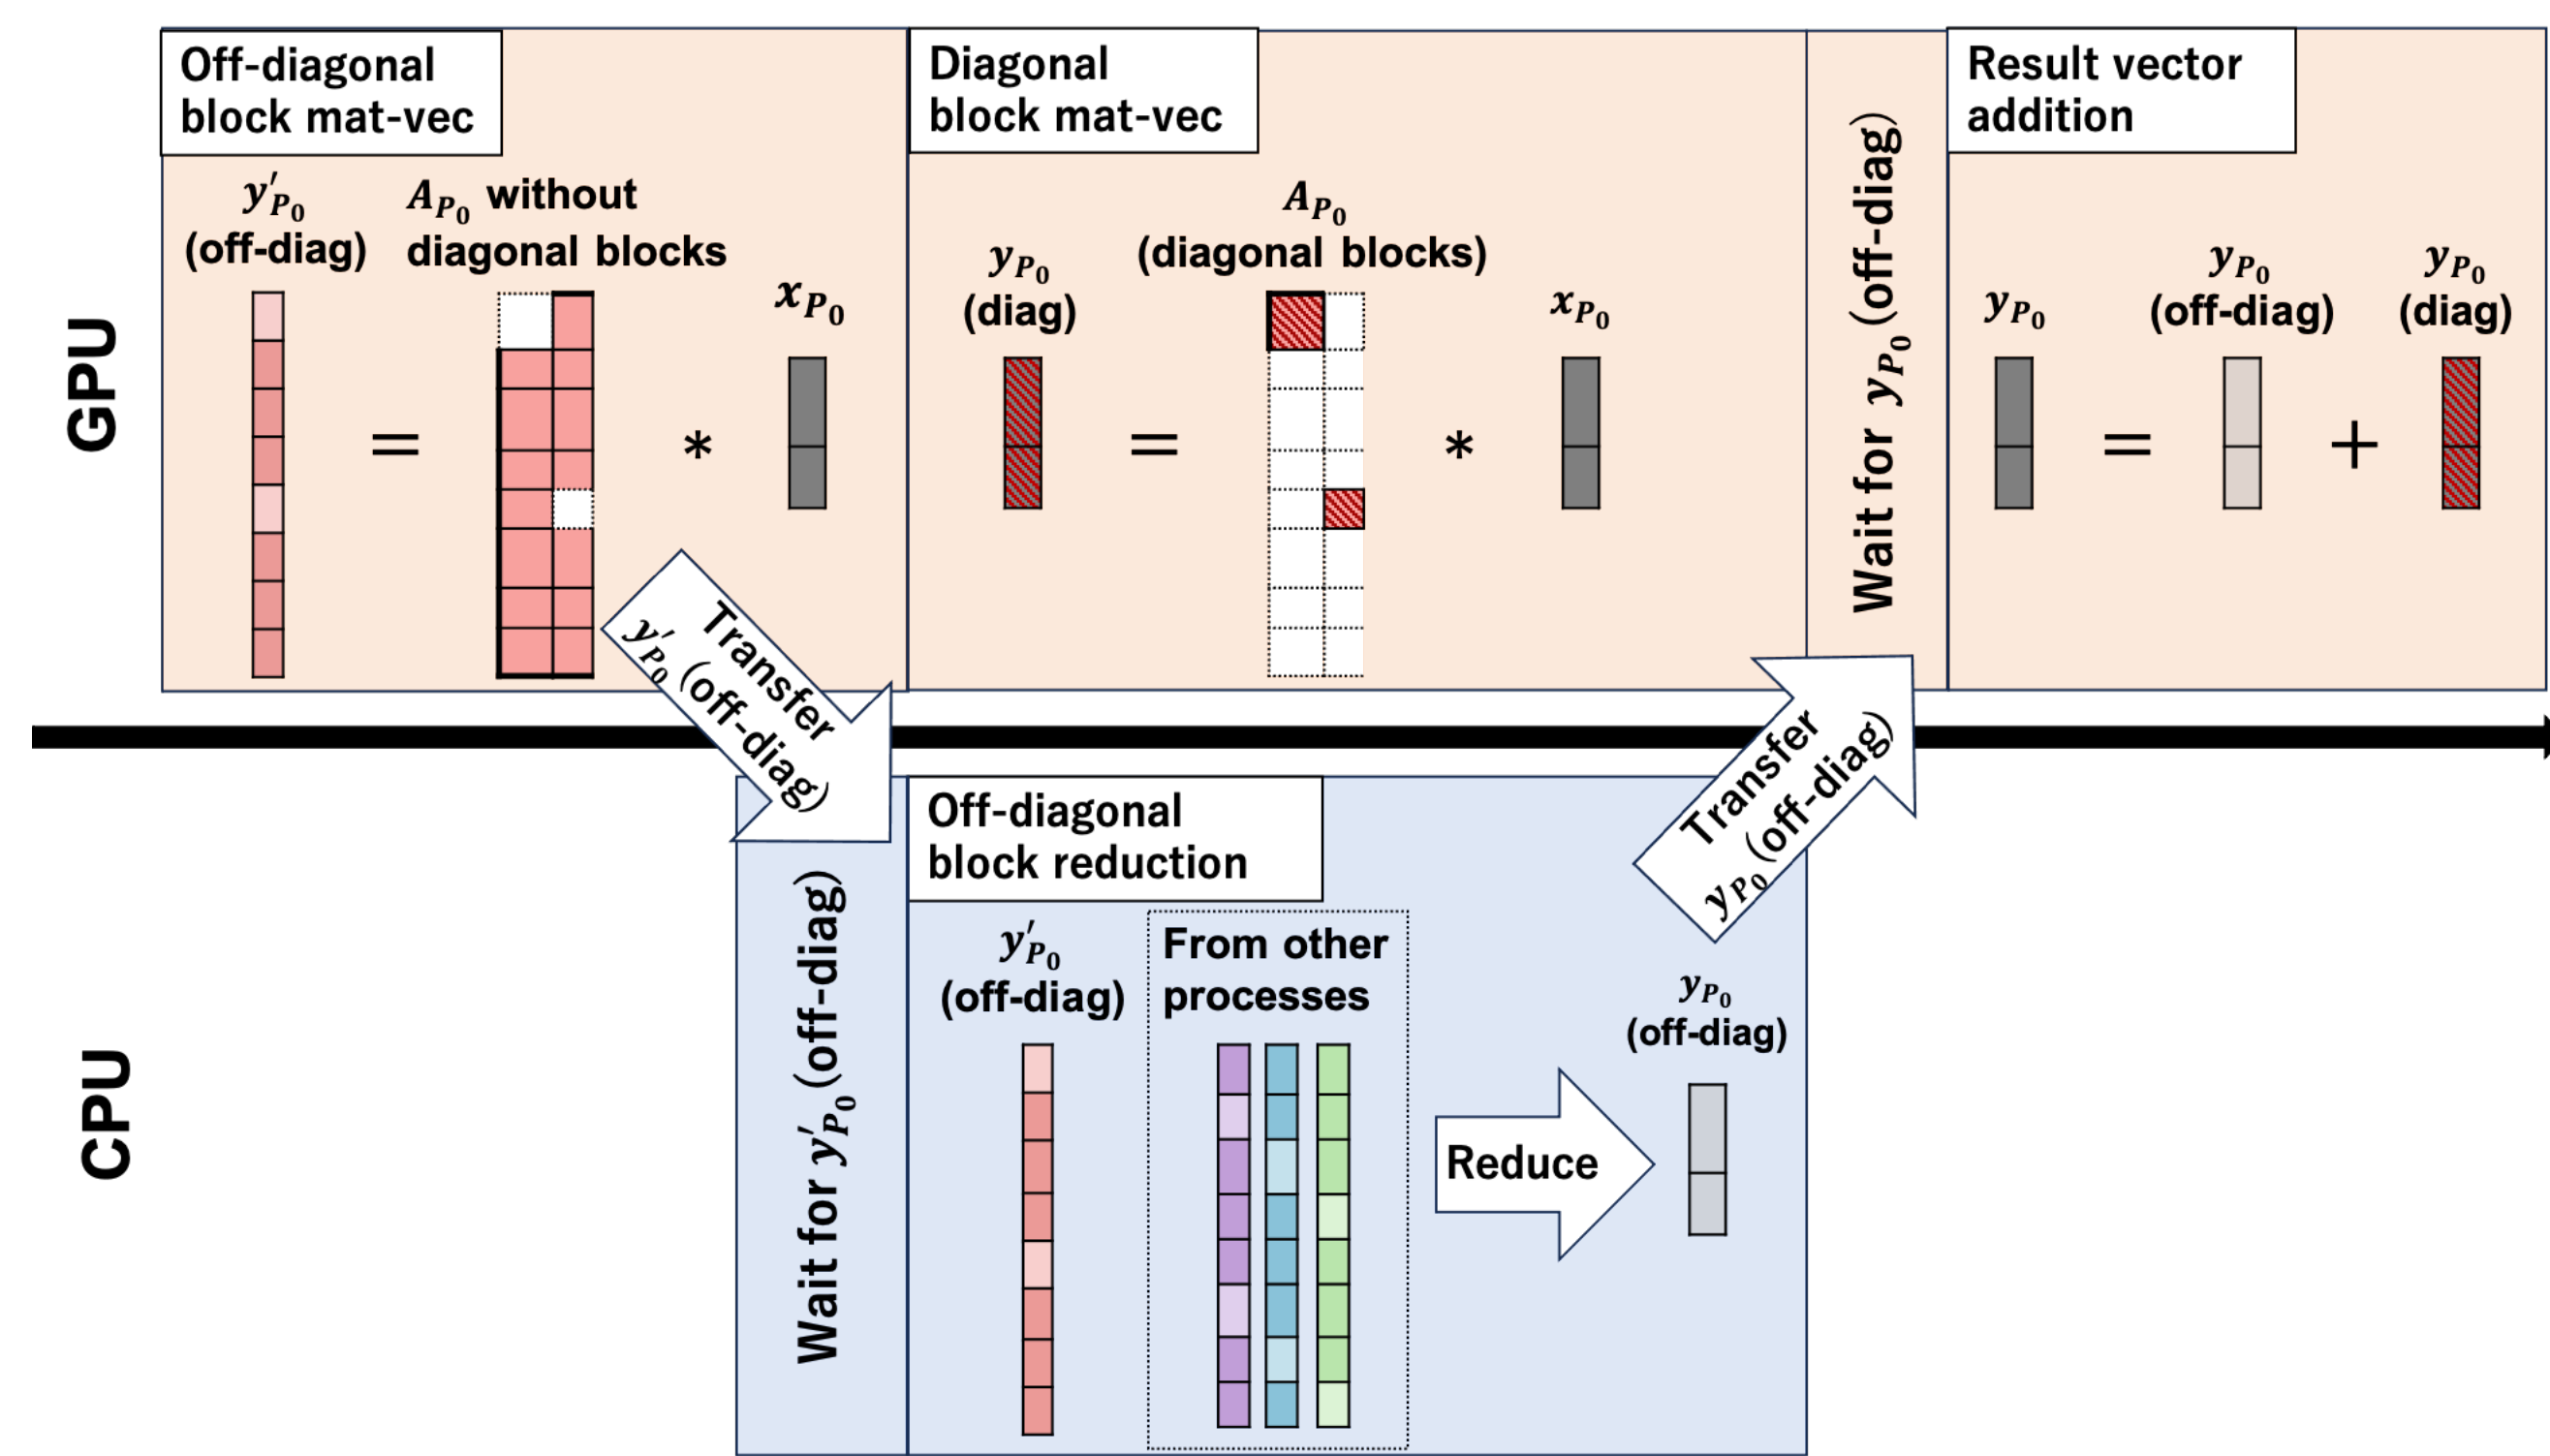 GPU
Off-diagonal
block mat-vec
y′P₀
(off-diag)
=
AP₀ without
diagonal blocks
*
xP₀
Transfer
y′P₀ (off-diag)
Diagonal
block mat-vec
yP₀
(diag)
=
AP₀
(diagonal blocks)
*
xP₀
Wait for yP₀ (off-diag)
Result vector
addition
yP₀
=
yP₀
(off-diag)
+
yP₀
(diag)
CPU
Wait for y′P₀ (off-diag)
Off-diagonal
block reduction
y′P₀
(off-diag)
From other
processes
Reduce
yP₀
(off-diag)
Transfer
yP₀ (off-diag)